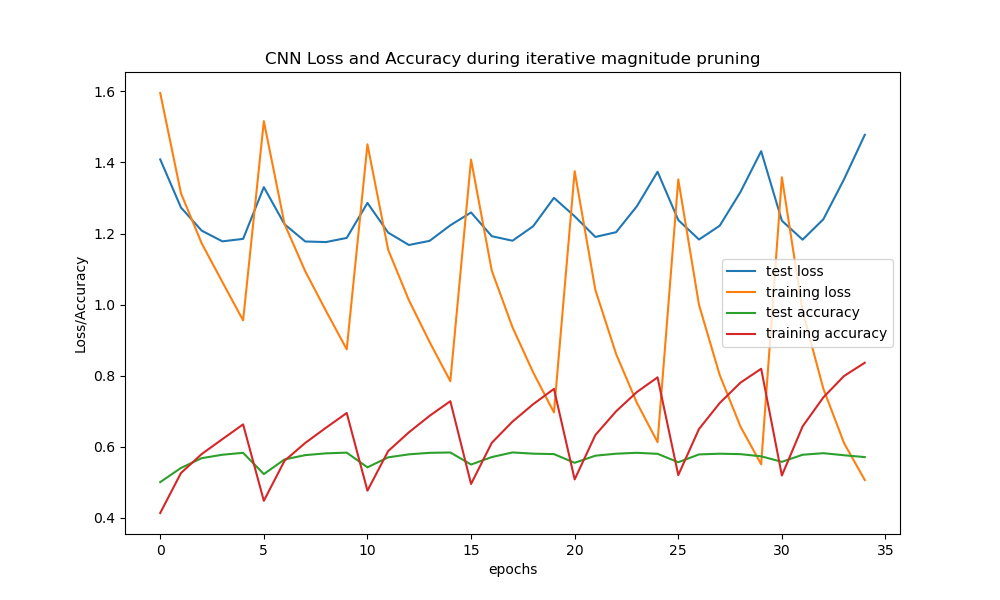 CNN Loss and Accuracy during iterative magnitude pruning
1.6
1.4
1.2
1.0
0.8
0.6
0.4
Loss/Accuracy
test loss
training loss
test accuracy
training accuracy
0 5 10 15 20 25 30 35
epochs